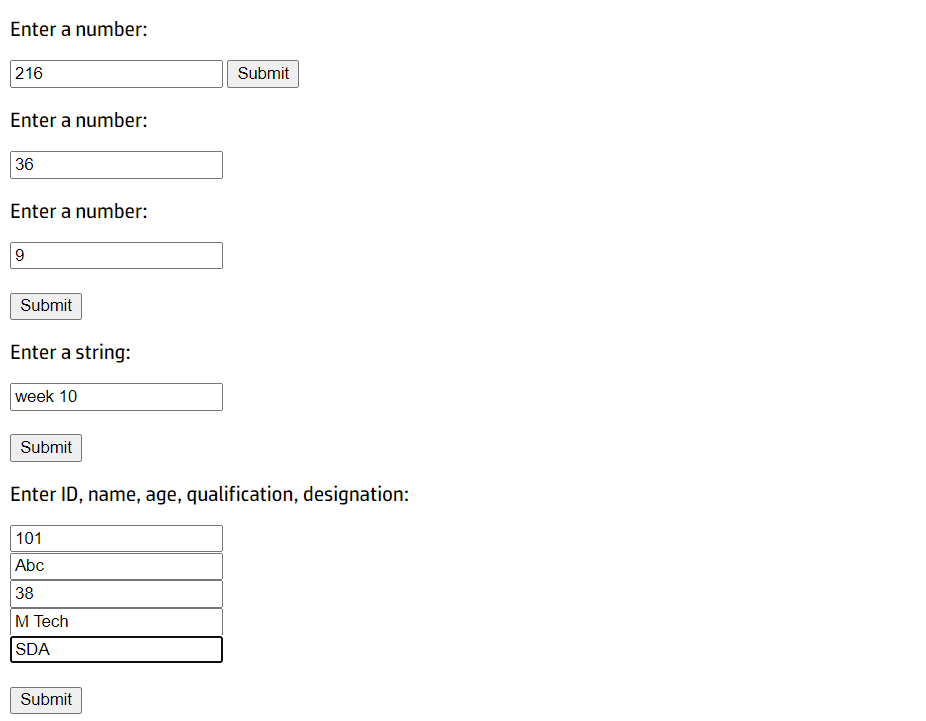 Enter a number:
216 Submit
Enter a number:
36
Enter a number:
9
Submit
Enter a string:
week 10
Submit
Enter ID, name, age, qualification, designation:
101
Abc
38
M Tech
SDA
Submit